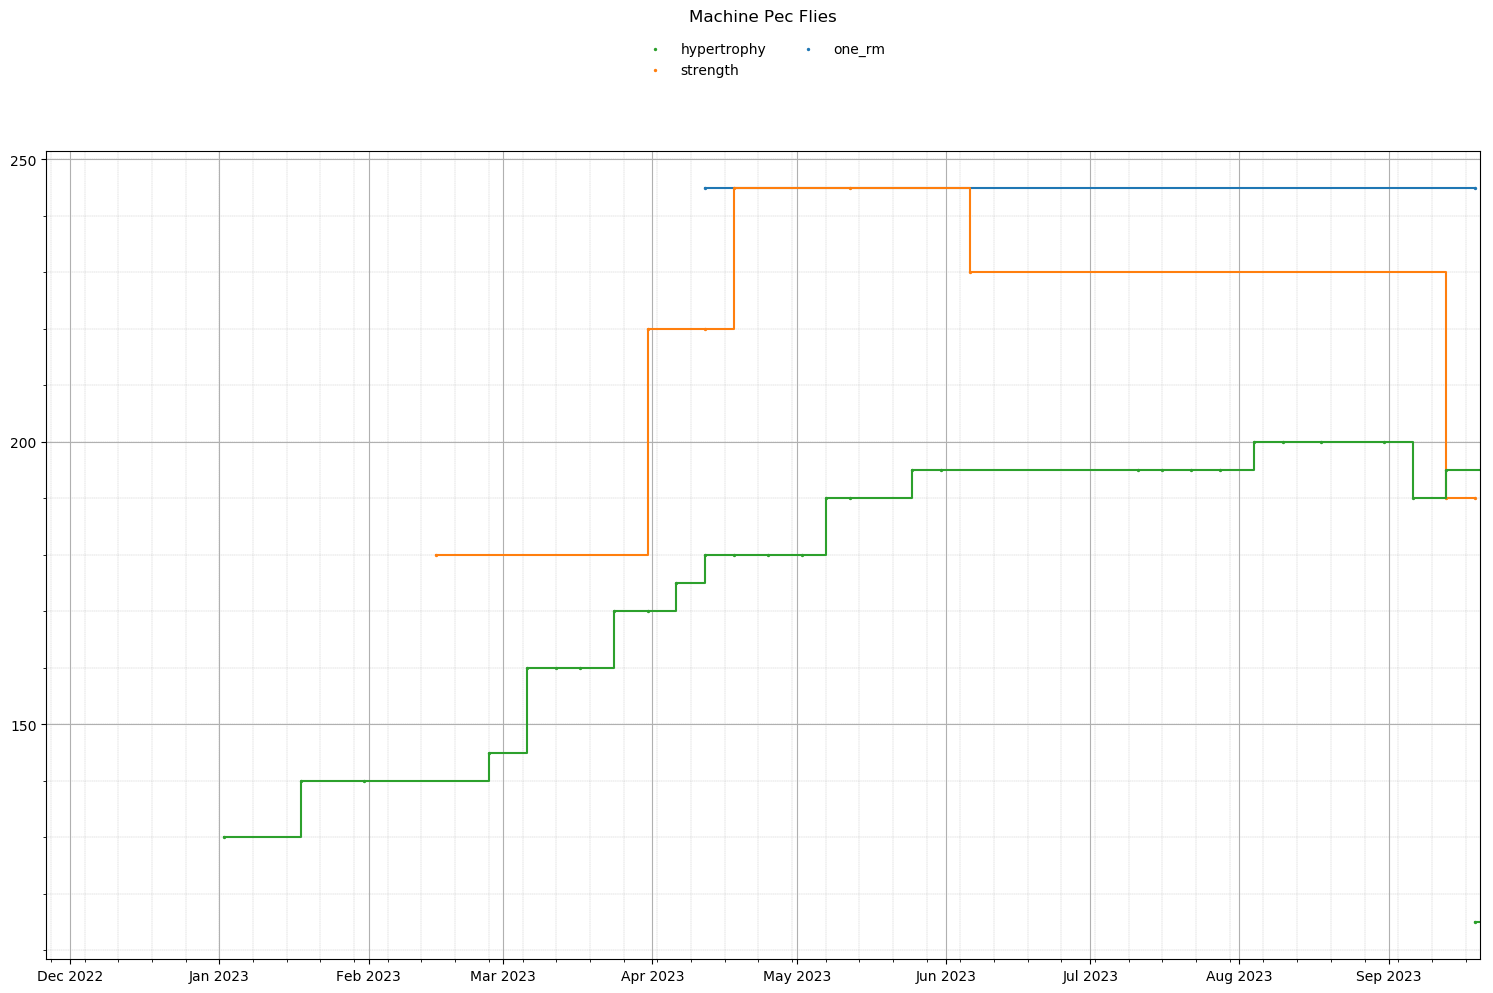 Machine Pec Flies
hypertrophy
strength
one_rm
250
200
150
Dec 2022
Jan 2023
Feb 2023
Mar 2023
Apr 2023
May 2023
Jun 2023
Jul 2023
Aug 2023
Sep 2023